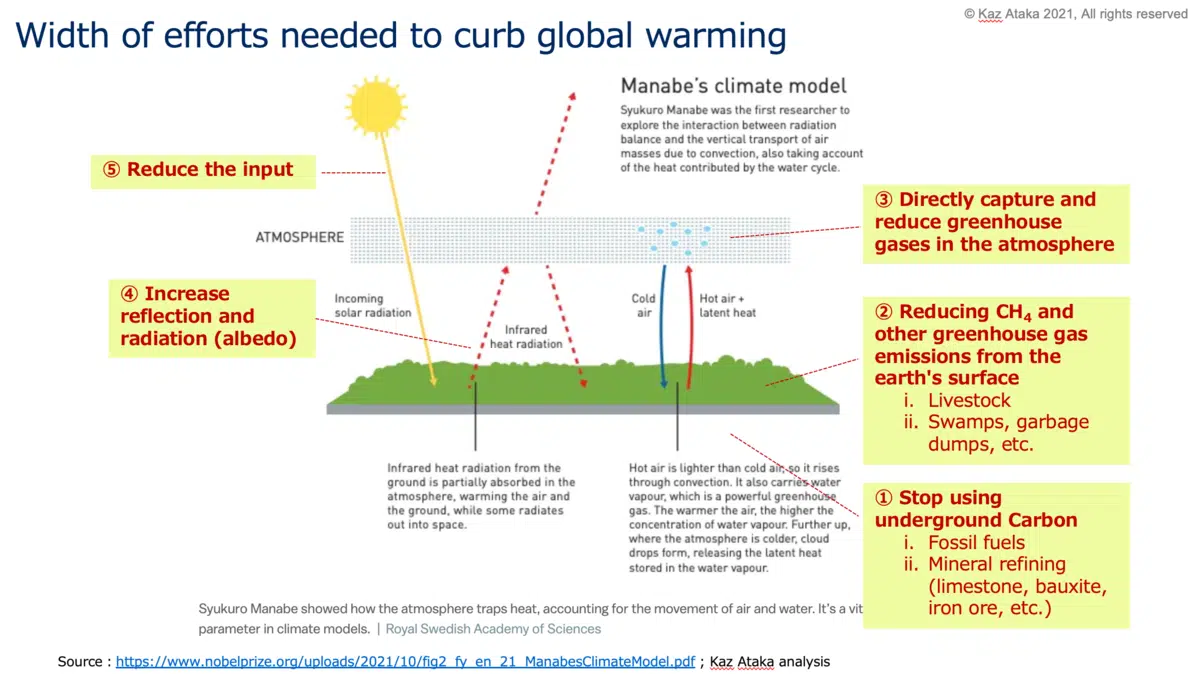 © Kaz Ataka 2021, All rights reserved
Width of efforts needed to curb global warming
Manabe's climate model
Syukuro Manabe was the first researcher to
explore the interaction between radiation
balance and the vertical transport of air
masses due to convection, also taking account
of the heat contributed by the water cycle.
⑤ Reduce the input
③ Directly capture and
reduce greenhouse
gases in the atmosphere
ATMOSPHERE
④ Increase
reflection and
radiation (albedo)
Incoming
solar radiation
Infrared
heat radiation
Cold
air
Hot air +
latent heat
② Reducing CH₄ and
other greenhouse gas
emissions from the
earth's surface
i. Livestock
ii. Swamps, garbage
dumps, etc.
Infrared heat radiation from the
ground is partially absorbed in the
atmosphere, warming the air and
the ground, while some radiates
out into space.
Hot air is lighter than cold air, so it rises
through convection. It also carries water
vapour, which is a powerful greenhouse
gas. The warmer the air, the higher the
concentration of water vapour. Further up,
where the atmosphere is colder, cloud
drops form, releasing the latent heat
stored in the water vapour.
① Stop using
underground Carbon
i. Fossil fuels
ii. Mineral refining
(limestone, bauxite,
iron ore, etc.)
Syukuro Manabe showed how the atmosphere traps heat, accounting for the movement of air and water. It's a vit
parameter in climate models. | Royal Swedish Academy of Sciences
Source : https://www.nobelprize.org/uploads/2021/10/fig2_fy_en_21_ManabesClimateModel.pdf ; Kaz Ataka analysis